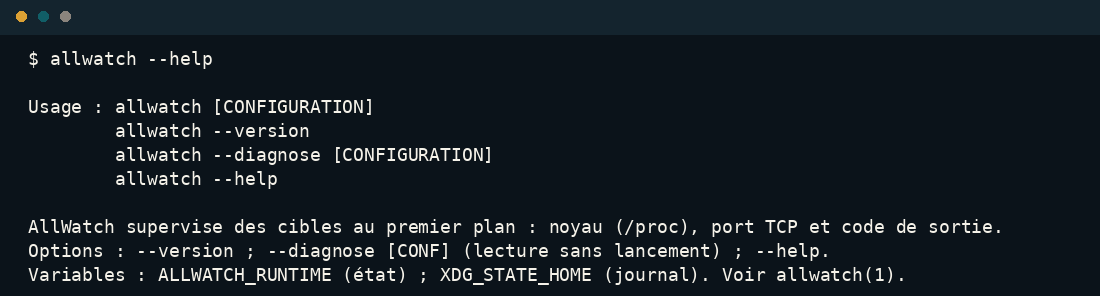 $ allwatch --help
Usage : allwatch [CONFIGURATION]
allwatch --version
allwatch --diagnose [CONFIGURATION]
allwatch --help
AllWatch supervise des cibles au premier plan : noyau (/proc), port TCP et code de sortie.
Options : --version ; --diagnose [CONF] (lecture sans lancement) ; --help.
Variables : ALLWATCH_RUNTIME (état) ; XDG_STATE_HOME (journal). Voir allwatch(1).